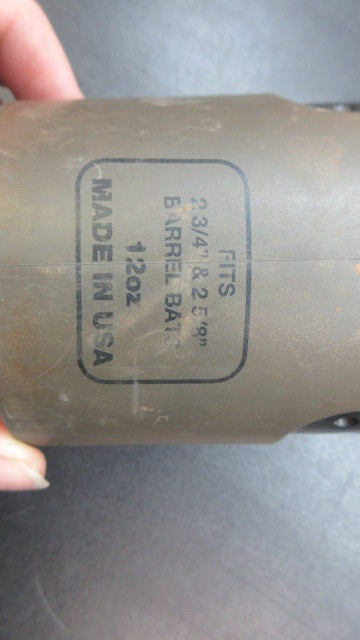 FITS
2 3/4" & 2 5/8"
BARREL BATS
12oz
MADE IN USA